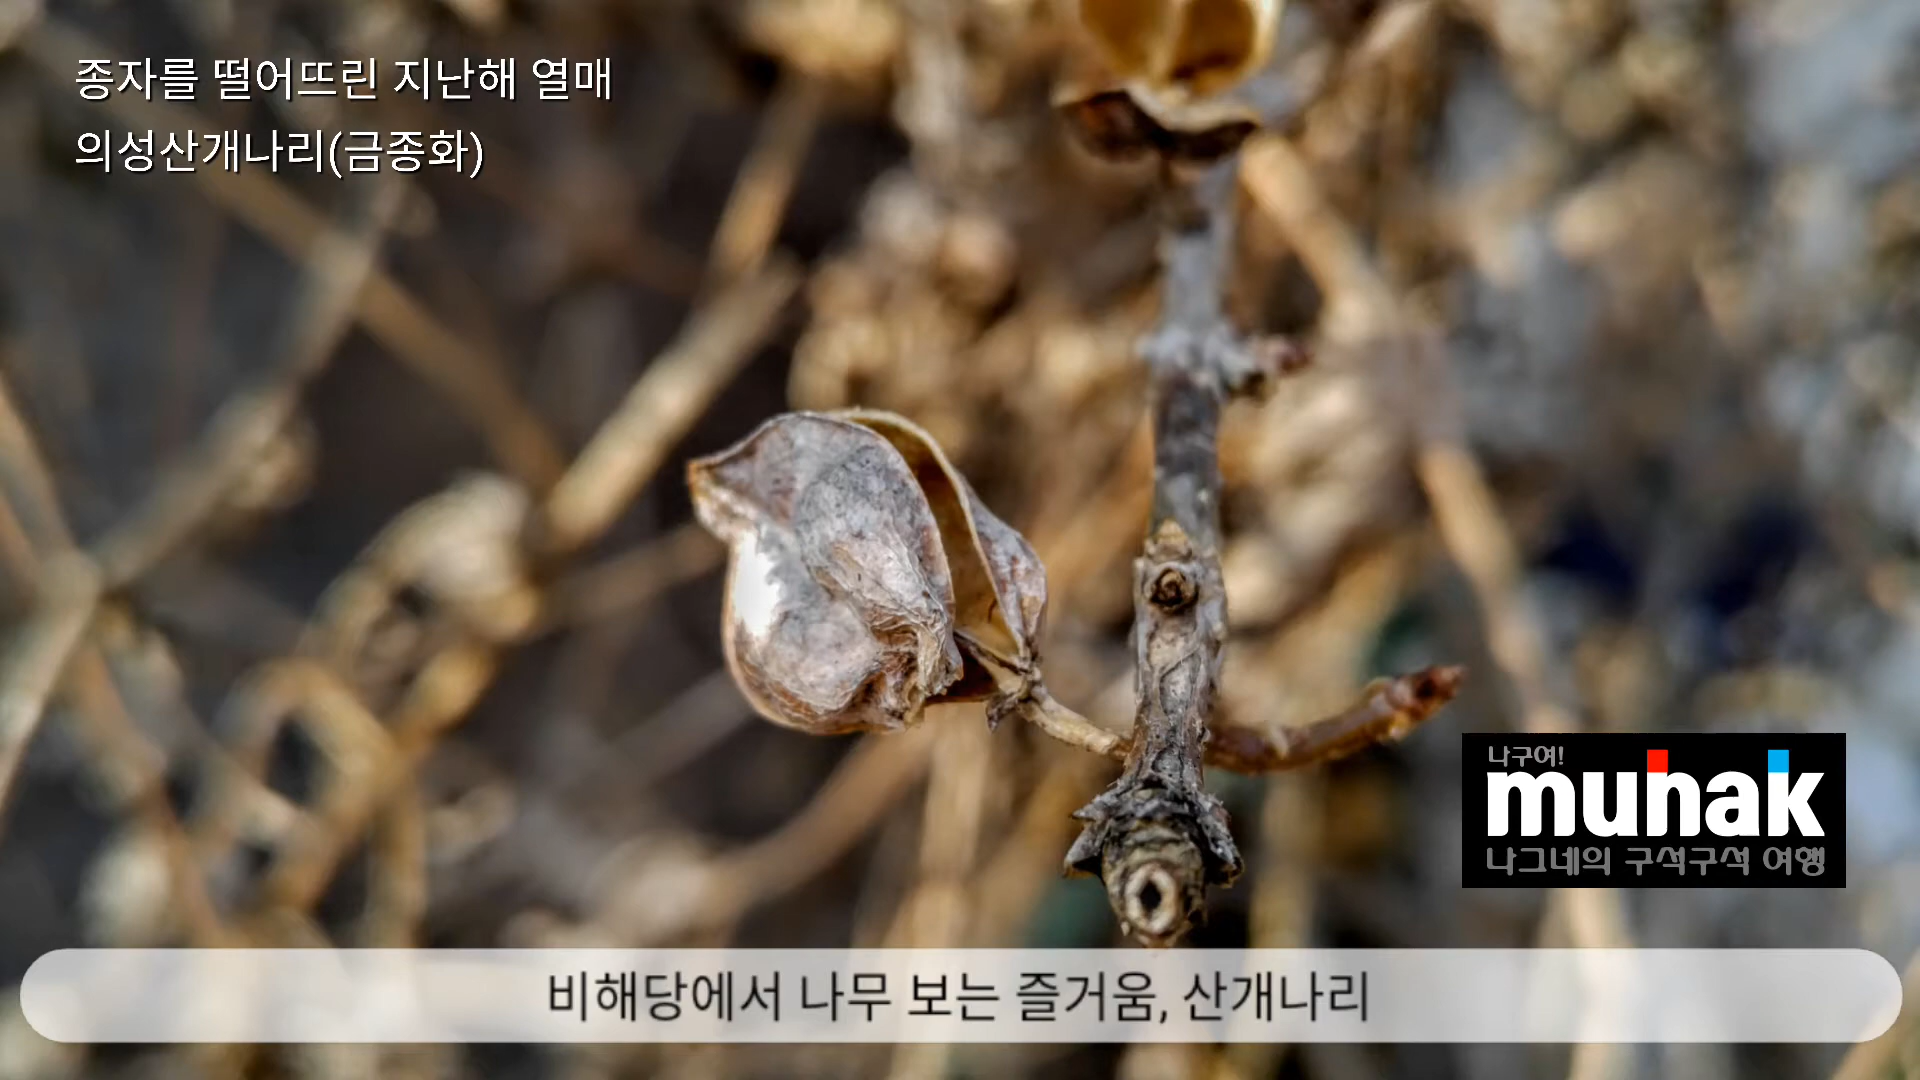 종자를 떨어뜨린 지난해 열매
의성산개나리(금종화)
나구여!
munak
나그네의 구석구석 여행
비해당에서 나무 보는 즐거움, 산개나리